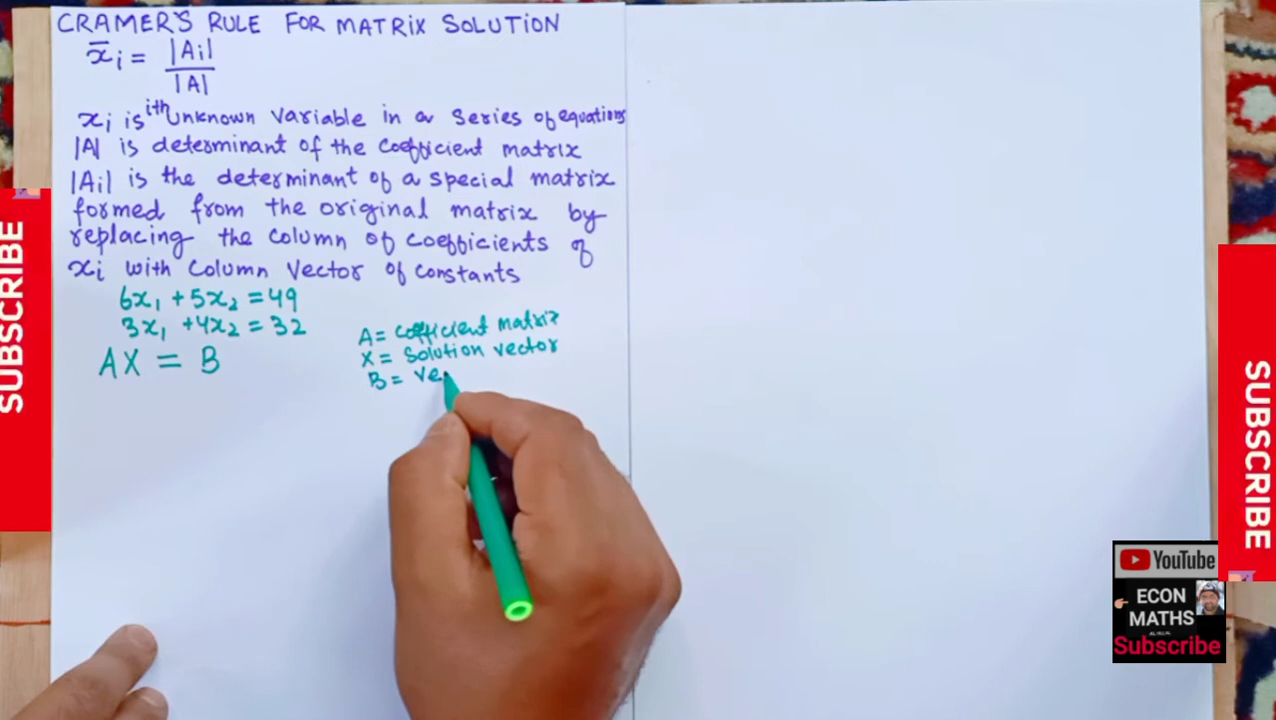 CRAMER'S RULE FOR MATRIX SOLUTION
x̄i = |Ai| / |A|
xi is ith unknown variable in a series of equations
|A| is determinant of the coefficient matrix
|Ai| is the determinant of a special matrix
formed from the original matrix by
replacing the column of coefficients of
xi with column vector of constants
6x₁ + 5x₂ = 49
3x₁ + 4x₂ = 32
AX = B
A = coefficient matrix
X = Solution vector
B = Ve
SUBSCRIBE
SUBSCRIBE
YouTube
ECON
MATHS
Subscribe